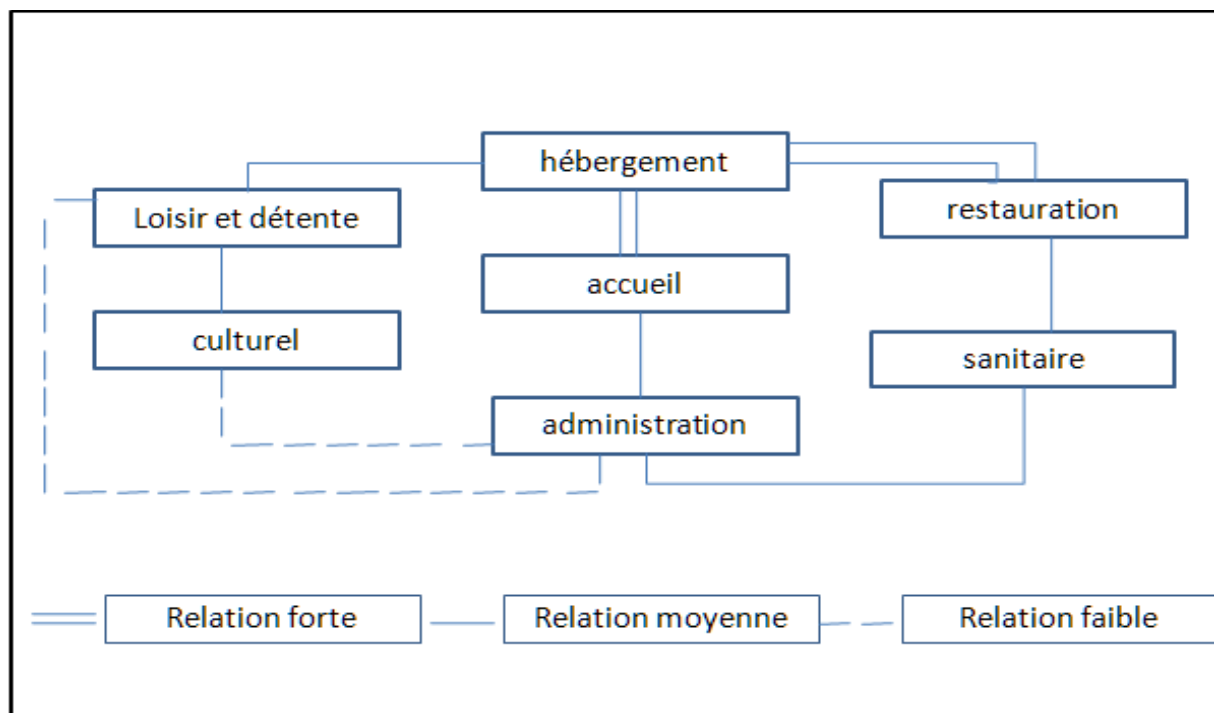 hébergement
Loisir et détente
restauration
accueil
culturel
sanitaire
administration
Relation forte
Relation moyenne
Relation faible